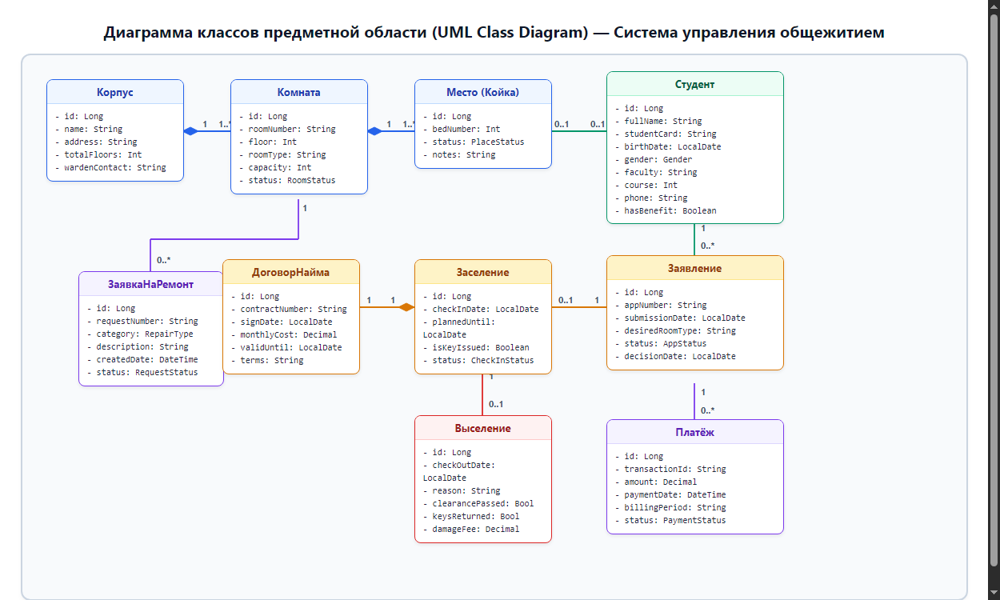 Диаграмма классов предметной области (UML Class Diagram) — Система управления общежитием
Корпус
- id: Long
- name: String
- address: String
- totalFloors: Int
- wardenContact: String
1
1..*
Комната
- id: Long
- roomNumber: String
- floor: Int
- roomType: String
- capacity: Int
- status: RoomStatus
1
1..*
Место (Койка)
- id: Long
- bedNumber: Int
- status: PlaceStatus
- notes: String
0..1
0..1
Студент
- id: Long
- fullName: String
- studentCard: String
- birthDate: LocalDate
- gender: Gender
- faculty: String
- course: Int
- phone: String
- hasBenefit: Boolean
1
0..*
1
0..*
ЗаявкаНаРемонт
- id: Long
- requestNumber: String
- category: RepairType
- description: String
- createdDate: DateTime
- status: RequestStatus
ДоговорНайма
- id: Long
- contractNumber: String
- signDate: LocalDate
- monthlyCost: Decimal
- validUntil: LocalDate
- terms: String
1
1
Заселение
- id: Long
- checkInDate: LocalDate
- plannedUntil:
LocalDate
- isKeyIssued: Boolean
- status: CheckInStatus
0..1
1
Заявление
- id: Long
- appNumber: String
- submissionDate: LocalDate
- desiredRoomType: String
- status: AppStatus
- decisionDate: LocalDate
1
0..1
1
0..*
Выселение
- id: Long
- checkOutDate:
LocalDate
- reason: String
- clearancePassed: Bool
- keysReturned: Bool
- damageFee: Decimal
Платёж
- id: Long
- transactionId: String
- amount: Decimal
- paymentDate: DateTime
- billingPeriod: String
- status: PaymentStatus